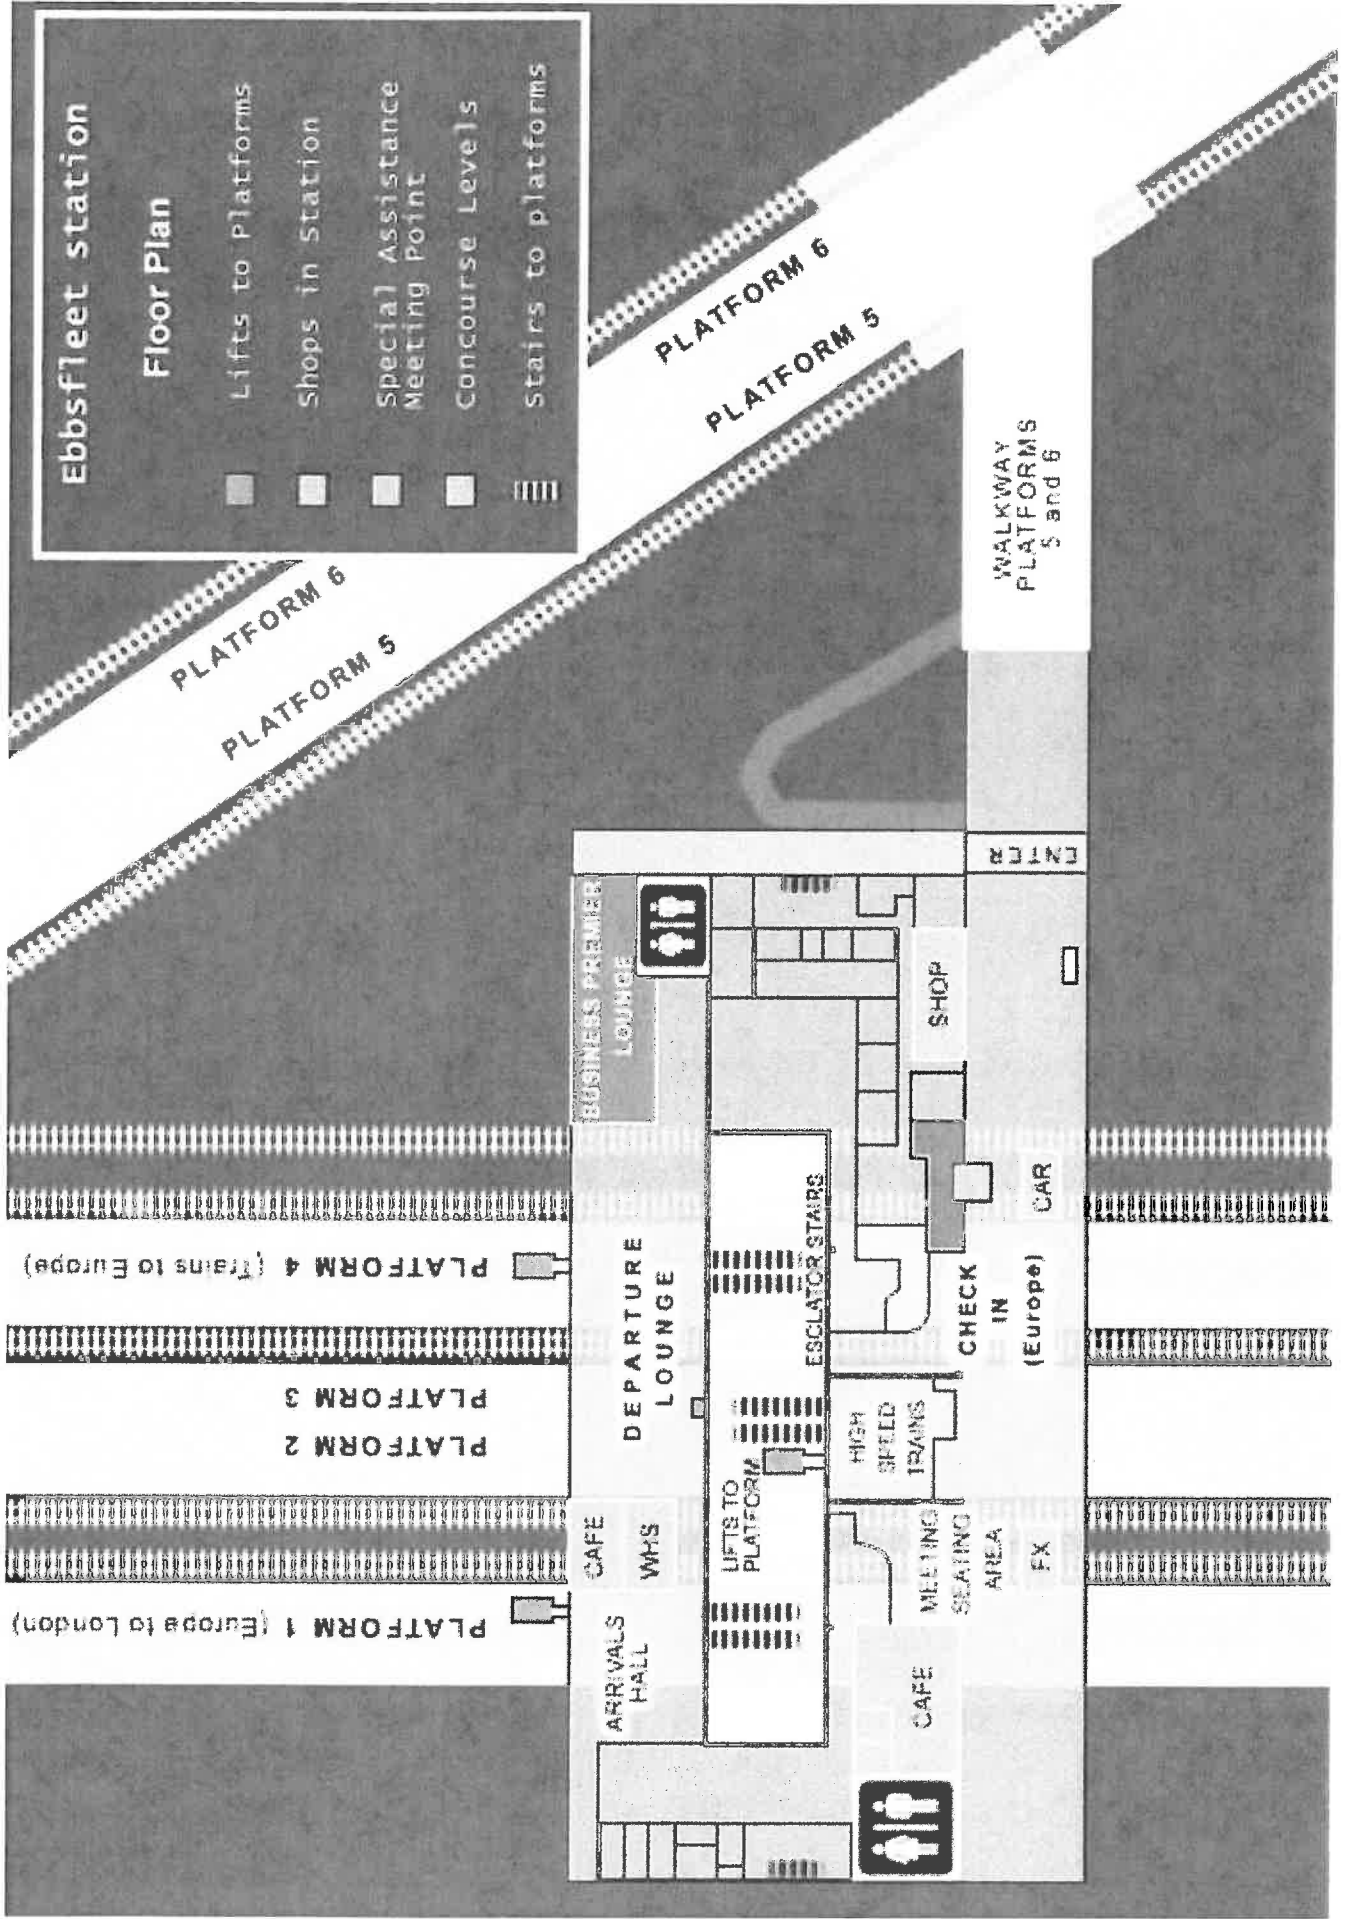 Ebbsfleet station
Floor Plan
Lifts to Platforms
Shops in Station
Special Assistance
Meeting Point
Concourse Levels
Stairs to platforms
PLATFORM 6
PLATFORM 5
PLATFORM 6
PLATFORM 5
WALKWAY
PLATFORMS
5 and 6
ENTER
BUSINESS PREMIER
LOUNGE
SHOP
PLATFORM 4 (Trains to Europe)
PLATFORM 3
PLATFORM 2
PLATFORM 1 (Europe to London)
DEPARTURE
LOUNGE
ESCLATOR STAIRS
CHECK
IN
(Europe)
CAR
HIGH
SPEED
TRAINS
CAFE
WHS
LIFTS TO
PLATFORM
MEETING
SEATING
AREA
FX
ARRIVALS
HALL
CAFE